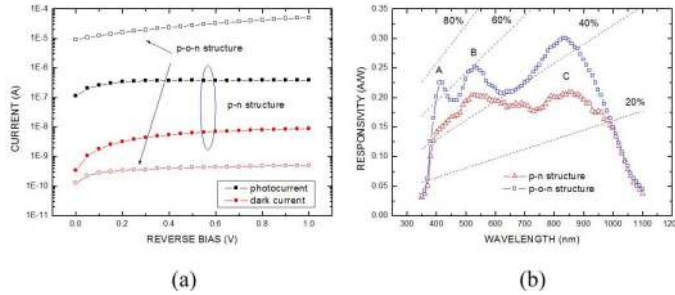 1E-4
1E-5
1E-6
1E-7
1E-8
1E-9
1E-10
1E-11
CURRENT (A)
p-o-n structure
p-n structure
photocurrent
dark current
0.0 0.2 0.4 0.6 0.8 1.0
REVERSE BIAS (V)
(a)
0.35
0.30
0.25
0.20
0.15
0.10
0.05
0.00
RESPONSIVITY (A/W)
80% 60% 40%
20%
A B C
p-n structure
p-o-n structure
300 400 500 600 700 800 900 1000 1100 1200
WAVELENGTH (nm)
(b)